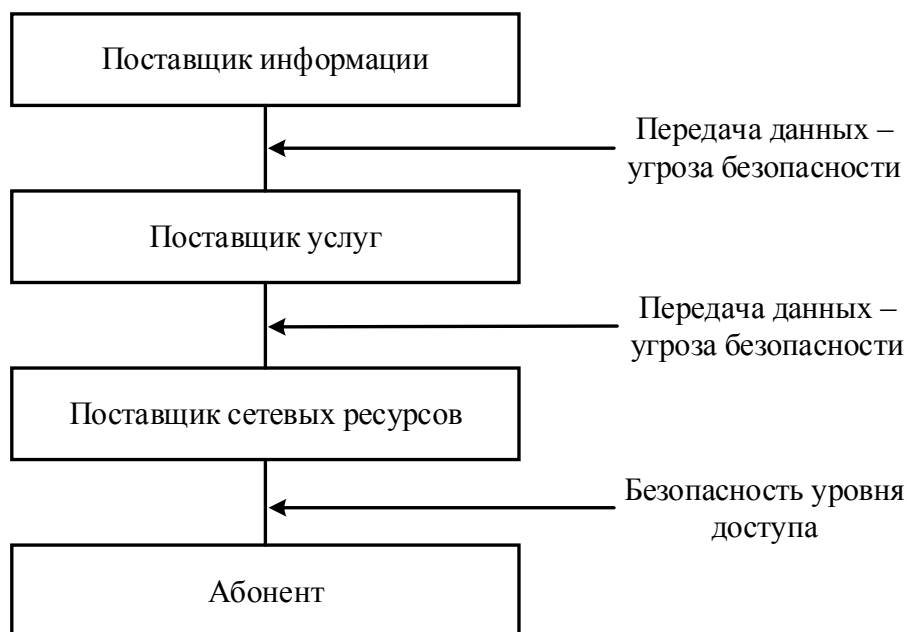 Поставщик информации
Передача данных –
угроза безопасности
Поставщик услуг
Передача данных –
угроза безопасности
Поставщик сетевых ресурсов
Безопасность уровня
доступа
Абонент